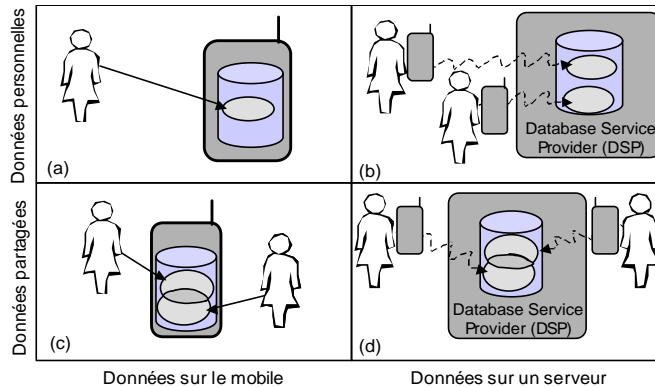 Données personnelles
(a)
(b)
Database Service
Provider (DSP)
Données partagées
(c)
(d)
Database Service
Provider (DSP)
Données sur le mobile
Données sur un serveur